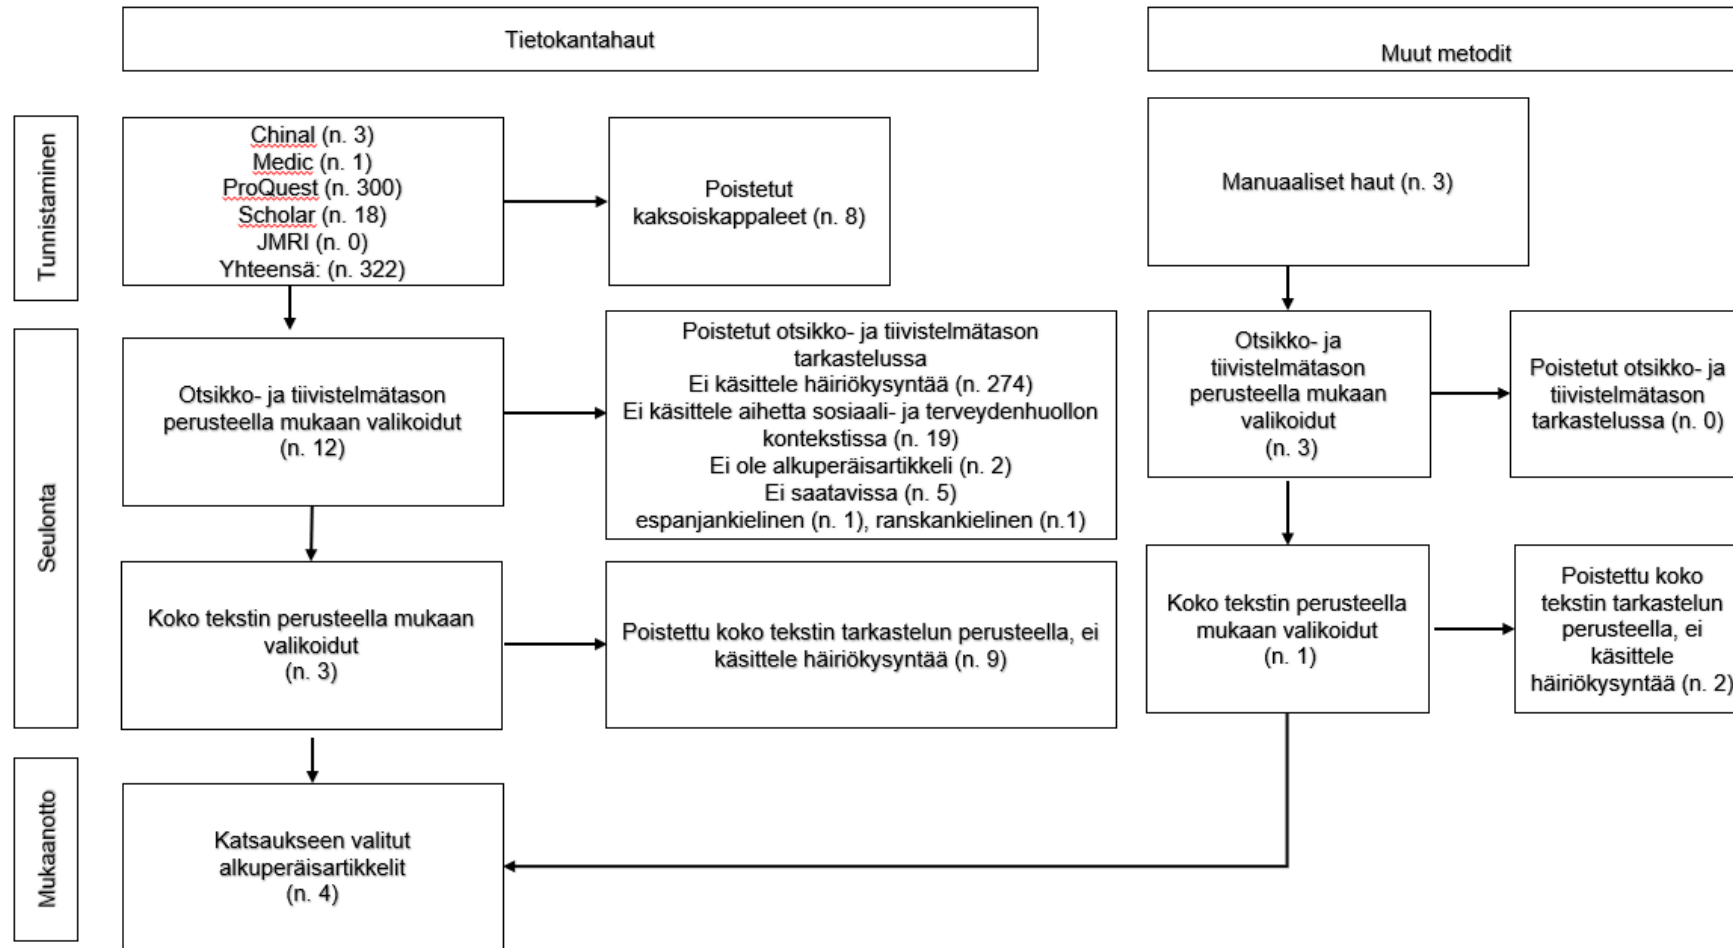 Tietokantahaut
Muut metodit
Tunnistaminen
Chinal (n. 3)
Medic (n. 1)
ProQuest (n. 300)
Scholar (n. 18)
JMRI (n. 0)
Yhteensä: (n. 322)
Poistetut
kaksoiskappaleet (n. 8)
Manuaaliset haut (n. 3)
Seulonta
Otsikko- ja tiivistelmätason
perusteella mukaan valikoidut
(n. 12)
Poistetut otsikko- ja tiivistelmätason
tarkastelussa
Ei käsittele häiriökysyntää (n. 274)
Ei käsittele aihetta sosiaali- ja terveydenhuollon
kontekstissa (n. 19)
Ei ole alkuperäisartikkeli (n. 2)
Ei saatavissa (n. 5)
espanjankielinen (n. 1), ranskankielinen (n.1)
Otsikko- ja
tiivistelmätason
perusteella mukaan
valikoidut
(n. 3)
Poistetut otsikko- ja
tiivistelmätason
tarkastelussa (n. 0)
Koko tekstin perusteella mukaan
valikoidut
(n. 3)
Poistettu koko tekstin tarkastelun perusteella, ei
käsittele häiriökysyntää (n. 9)
Koko tekstin perusteella
mukaan valikoidut
(n. 1)
Poistettu koko
tekstin tarkastelun
perusteella, ei
käsittele
häiriökysyntää (n. 2)
Mukaanotto
Katsaukseen valitut
alkuperäisartikkelit
(n. 4)